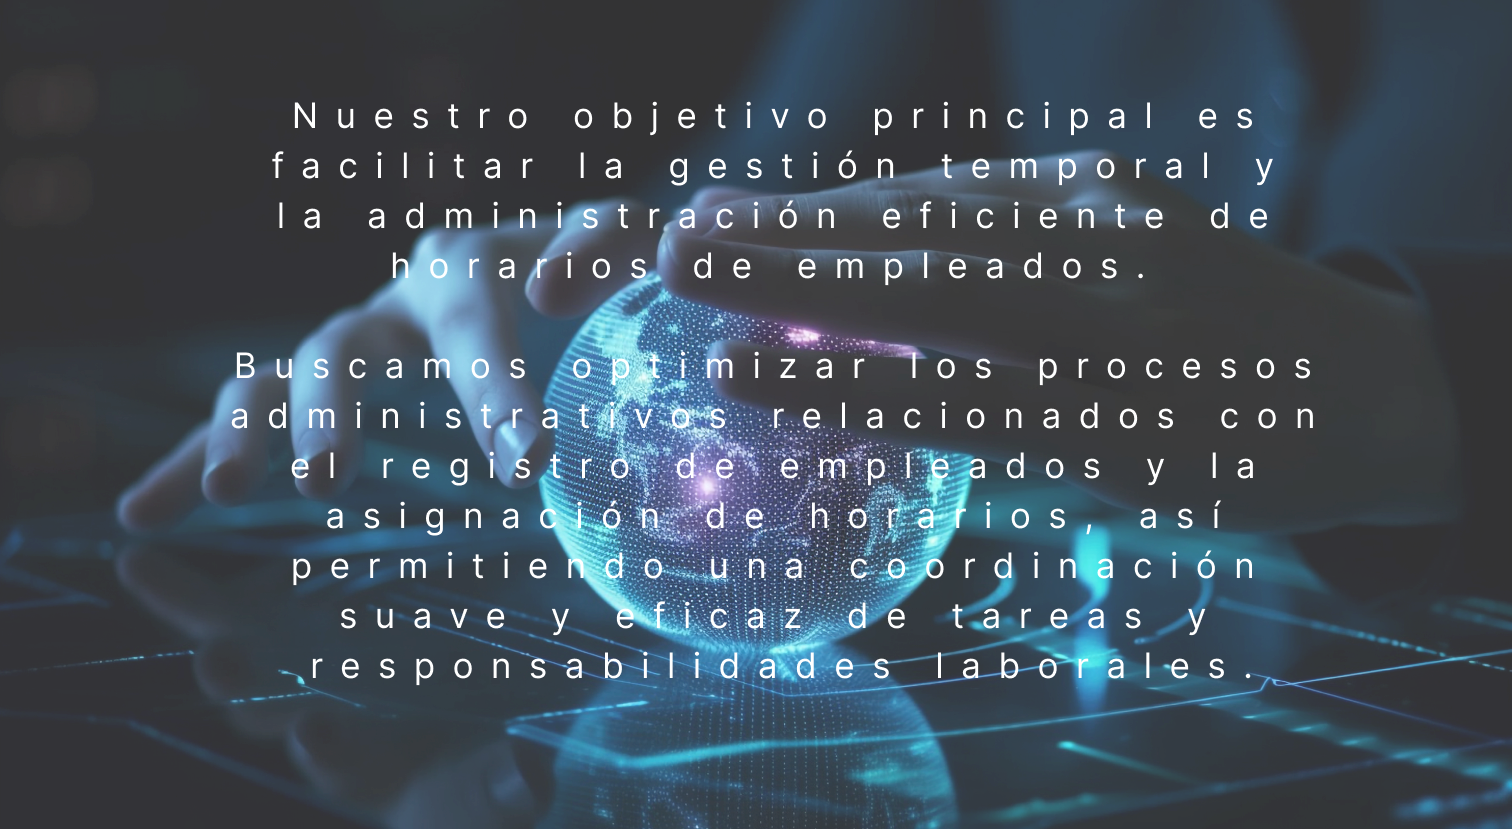 Nuestro objetivo principal es
facilitar la gestión temporal y
la administración eficiente de
horarios de empleados.
Buscamos optimizar los procesos
administrativos relacionados con
el registro de empleados y la
asignación de horarios, así
permitiendo una coordinación
suave y eficaz de tareas y
responsabilidades laborales.